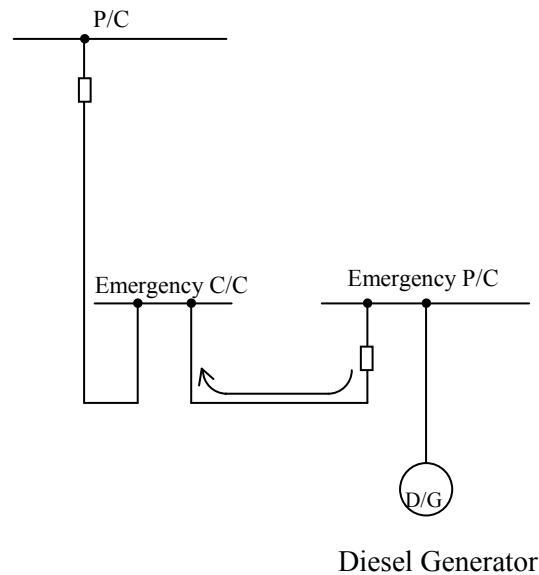 P/C
Emergency C/C
Emergency P/C
D/G
Diesel Generator